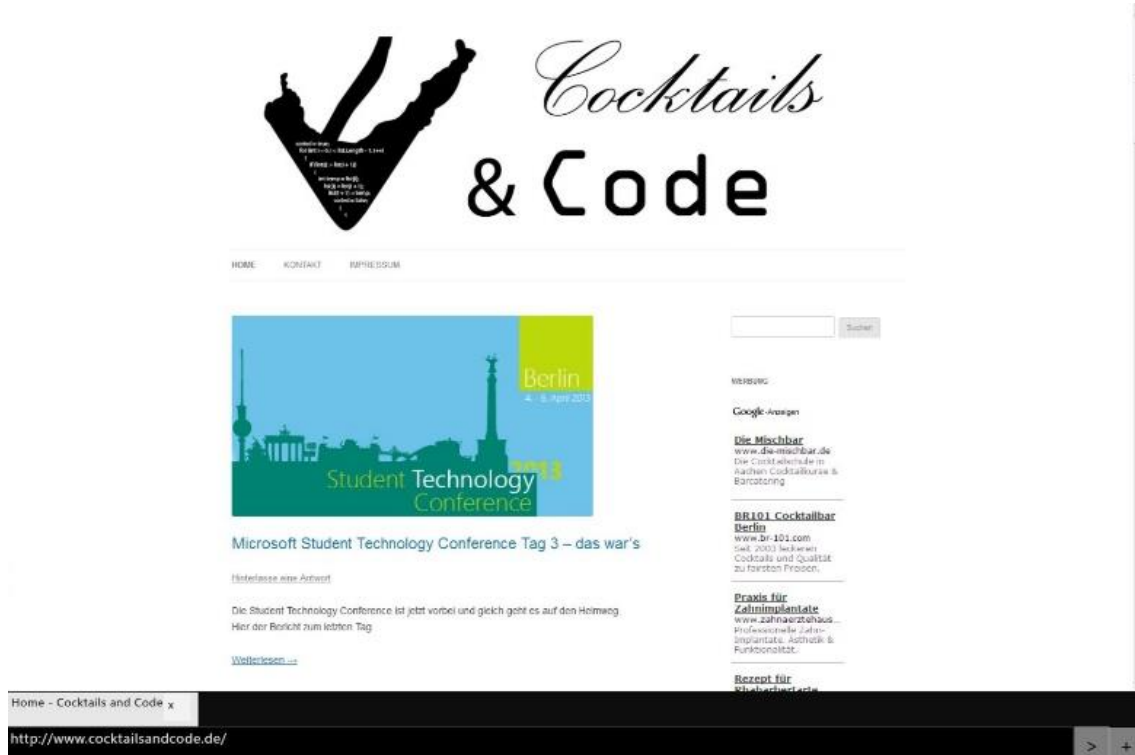 Cocktails
& Code
HOME KONTAKT IMPRESSUM
Suchen
Berlin
4. - 5. April 2013
2013
Student Technology
Conference
WERBUNG
Google-Anzeigen
Die Mischbar
www.die-mischbar.de
Die Cocktailschule in
Aachen Cocktailkurse &
Barcatering
BR101 Cocktailbar
Berlin
www.br-101.com
Seit 2003 leckeren
Cocktails und Qualität
zu fairsten Preisen.
Praxis für
Zahnimplantate
www.zahnaerztehaus...
Professionelle Zahn-
Implantate. Ästhetik &
Funktionalität.
Rezept für
Rhabarbertarte
Microsoft Student Technology Conference Tag 3 – das war's
Hinterlasse eine Antwort
Die Student Technology Conference ist jetzt vorbei und gleich geht es auf den Heimweg.
Hier der Bericht zum letzten Tag
Weiterlesen →
Home - Cocktails and Code x
http://www.cocktailsandcode.de/
> +